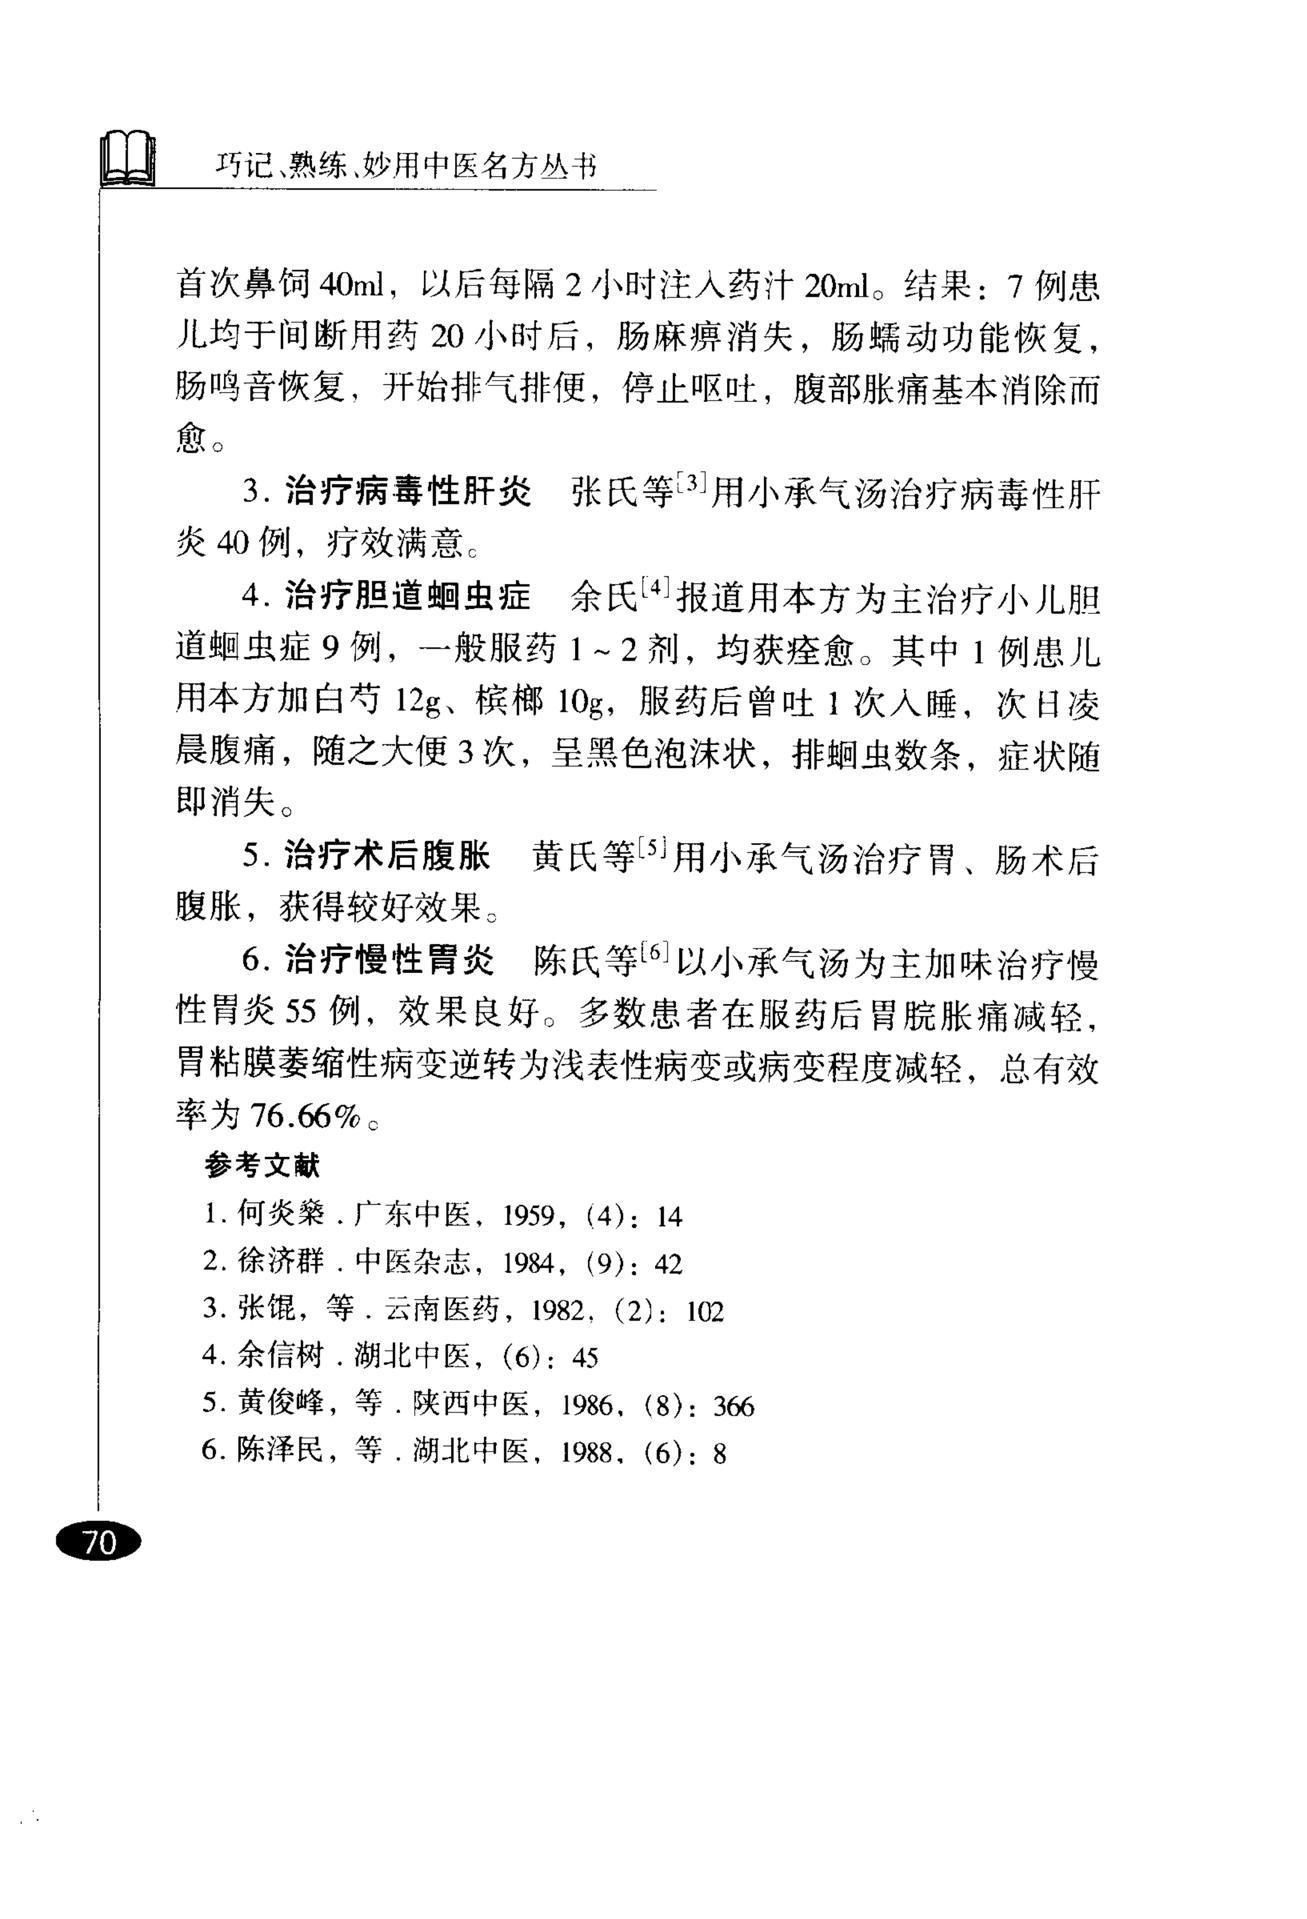 巧记、熟练、妙用中医名方丛书
首次鼻饲 40ml，以后每隔 2 小时注入药汁 20ml。结果：7 例患
儿均于间断用药 20 小时后，肠麻痹消失，肠蠕动功能恢复，
肠鸣音恢复，开始排气排便，停止呕吐，腹部胀痛基本消除而
愈。
3. 治疗病毒性肝炎　张氏等[3]用小承气汤治疗病毒性肝
炎 40 例，疗效满意。
4. 治疗胆道蛔虫症　余氏[4]报道用本方为主治疗小儿胆
道蛔虫症 9 例，一般服药 1～2 剂，均获痊愈。其中 1 例患儿
用本方加白芍 12g、槟榔 10g，服药后曾吐 1 次入睡，次日凌
晨腹痛，随之大便 3 次，呈黑色泡沫状，排蛔虫数条，症状随
即消失。
5. 治疗术后腹胀　黄氏等[5]用小承气汤治疗胃、肠术后
腹胀，获得较好效果。
6. 治疗慢性胃炎　陈氏等[6]以小承气汤为主加味治疗慢
性胃炎 55 例，效果良好。多数患者在服药后胃脘胀痛减轻，
胃粘膜萎缩性病变逆转为浅表性病变或病变程度减轻，总有效
率为 76.66%。
参考文献
1. 何炎燊．广东中医，1959，(4)：14
2. 徐济群．中医杂志，1984，(9)：42
3. 张馄，等．云南医药，1982，(2)：102
4. 余信树．湖北中医，(6)：45
5. 黄俊峰，等．陕西中医，1986，(8)：366
6. 陈泽民，等．湖北中医，1988，(6)：8
70